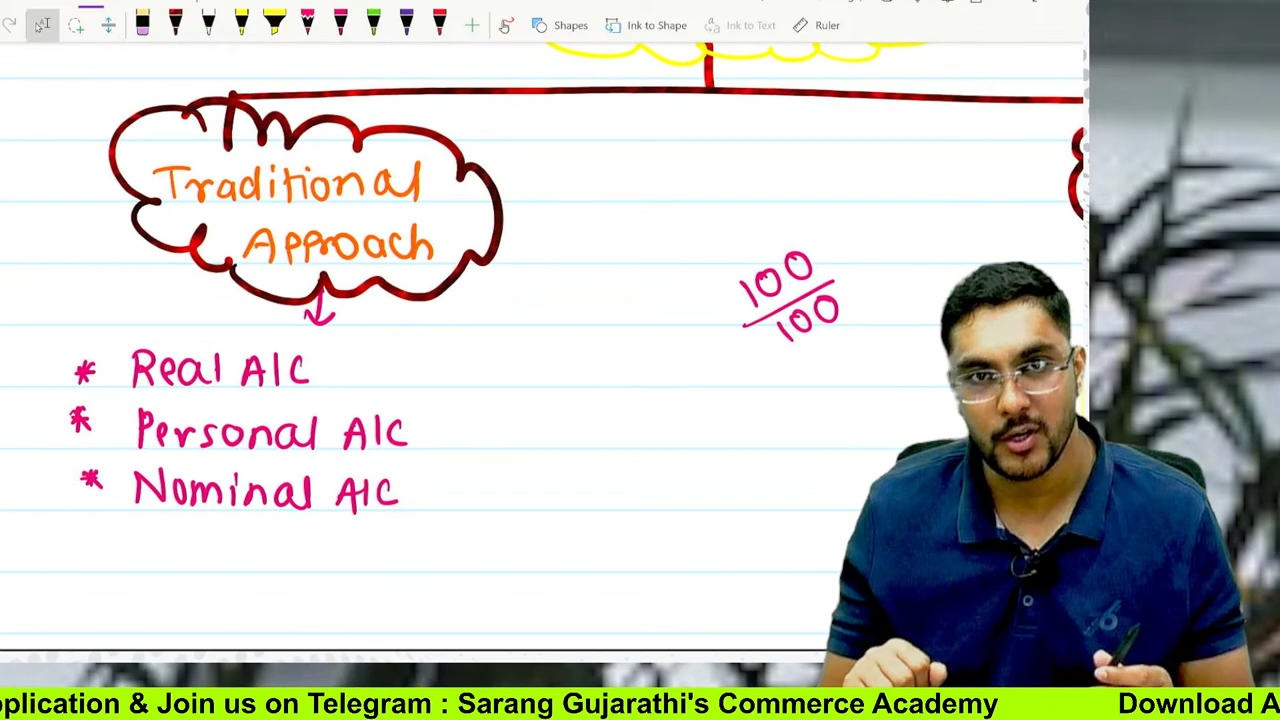 Shapes Ink to Shape Ink to Text Ruler
Traditional
Approach
100
100
* Real A/C
* Personal A/C
* Nominal A/C
plication & Join us on Telegram : Sarang Gujarathi's Commerce Academy Download A